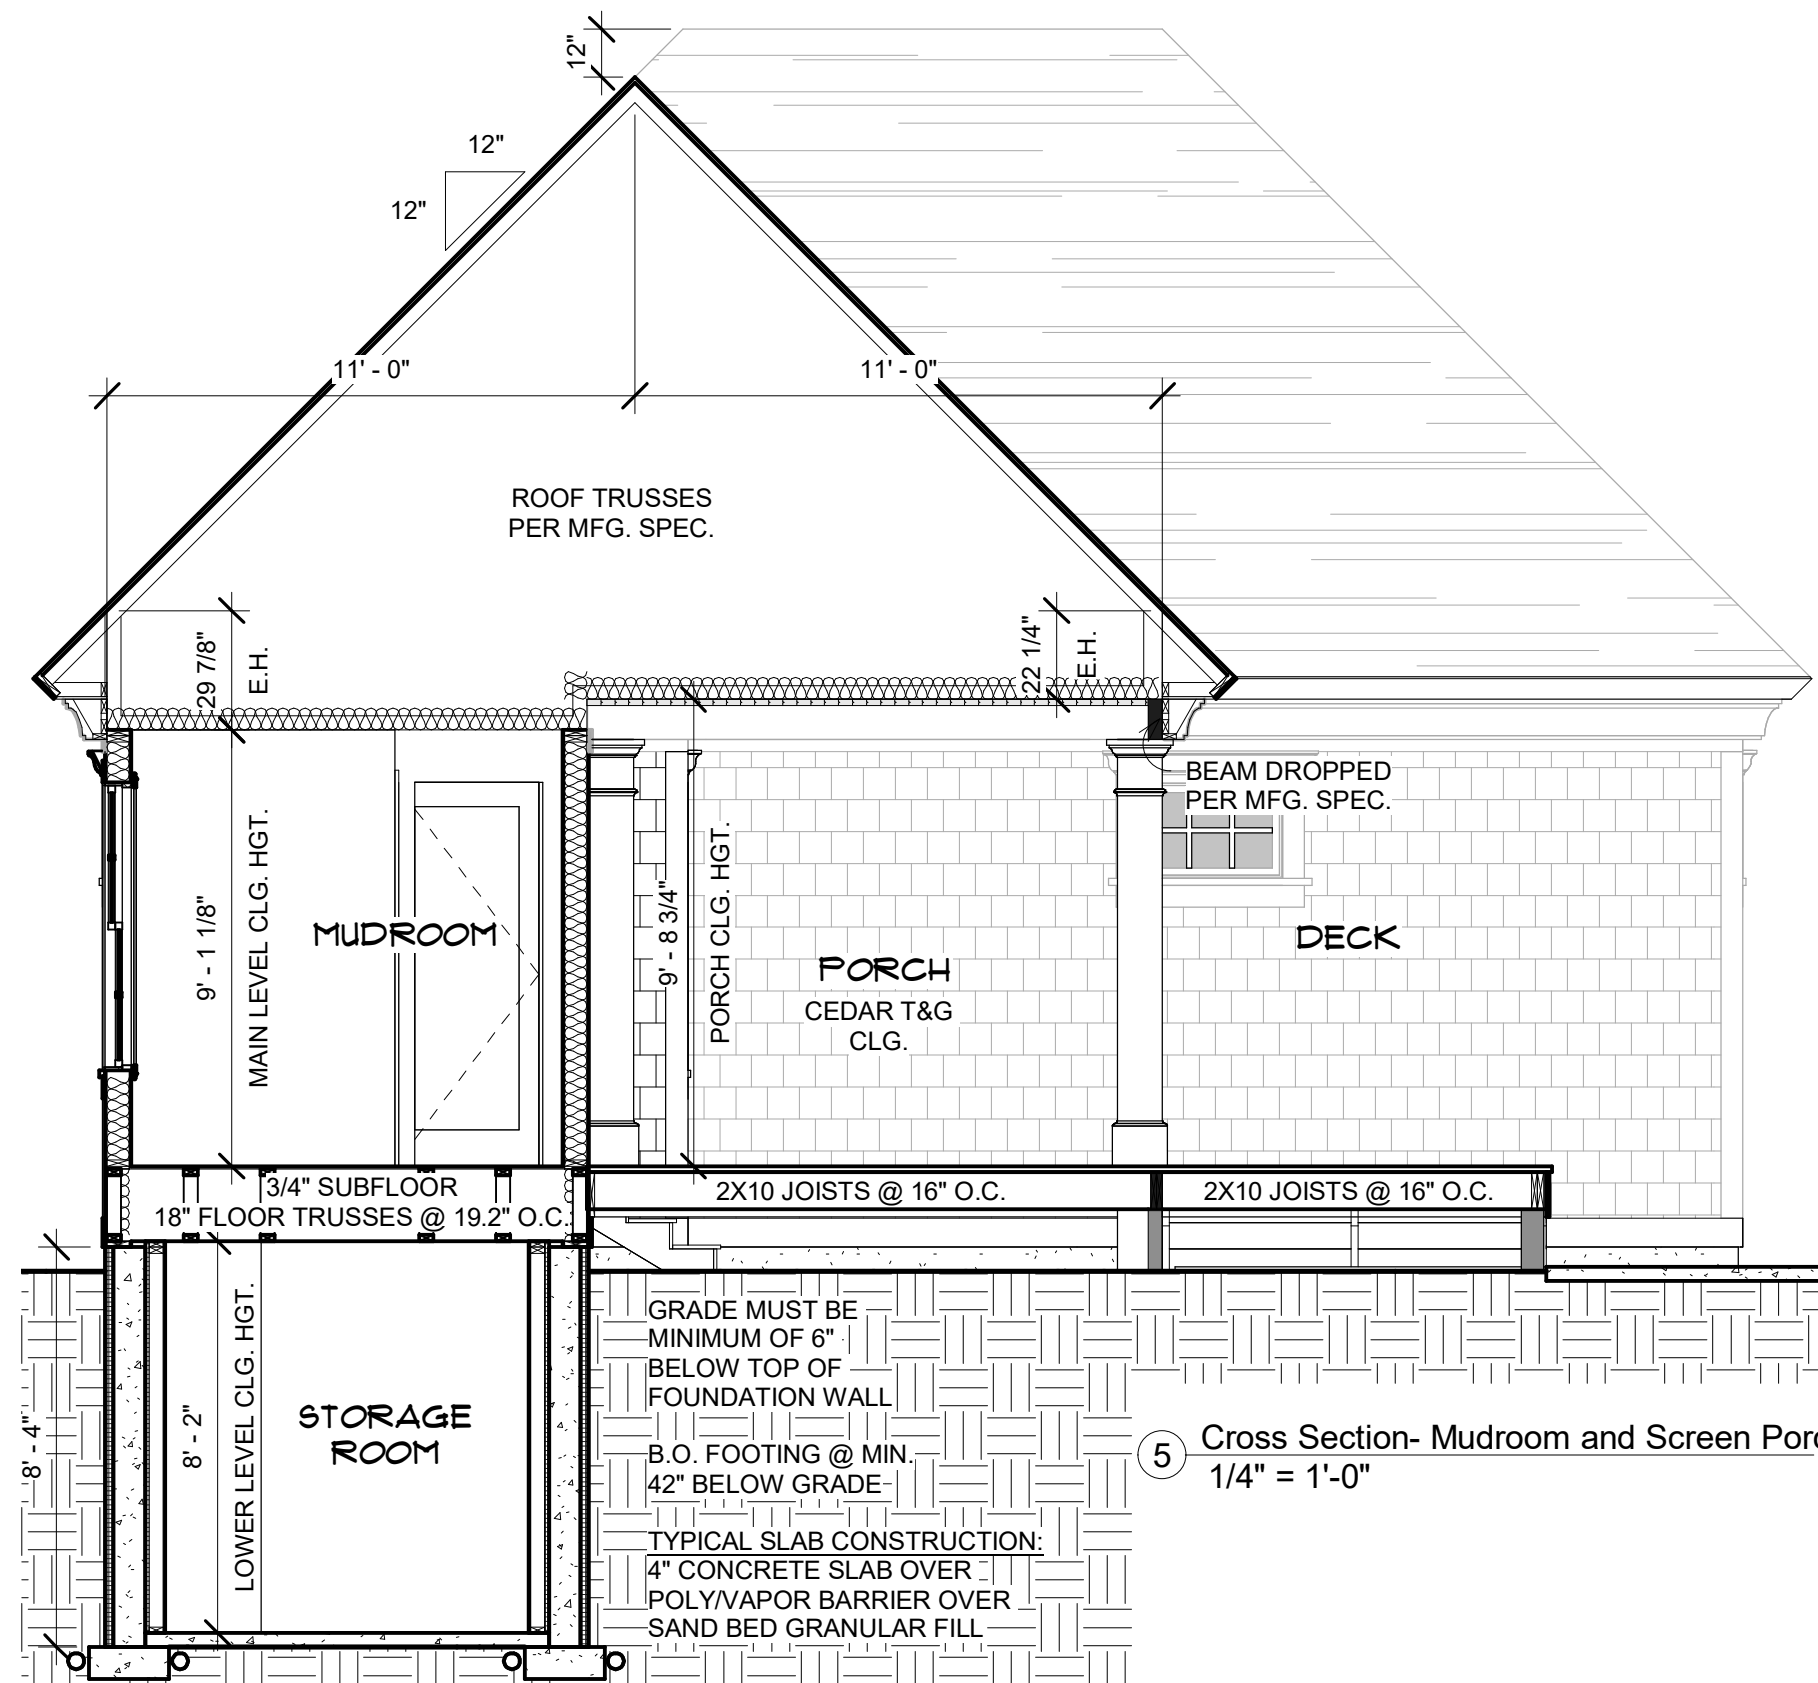 12"
12"
12"
11' - 0"
11' - 0"
ROOF TRUSSES
PER MFG. SPEC.
29 7/8"
E.H.
22 1/4"
E.H.
BEAM DROPPED
PER MFG. SPEC.
9' - 1 1/8"
MAIN LEVEL CLG. HGT.
MUDROOM
9' - 8 3/4"
PORCH CLG. HGT.
PORCH
CEDAR T&G
CLG.
DECK
3/4" SUBFLOOR
18" FLOOR TRUSSES @ 19.2" O.C.
2X10 JOISTS @ 16" O.C.
2X10 JOISTS @ 16" O.C.
8' - 4"
8' - 2"
LOWER LEVEL CLG. HGT.
STORAGE
ROOM
GRADE MUST BE
MINIMUM OF 6"
BELOW TOP OF
FOUNDATION WALL
B.O. FOOTING @ MIN.
42" BELOW GRADE
TYPICAL SLAB CONSTRUCTION:
4" CONCRETE SLAB OVER
POLY/VAPOR BARRIER OVER
SAND BED GRANULAR FILL
5 Cross Section- Mudroom and Screen Porc
1/4" = 1'-0"